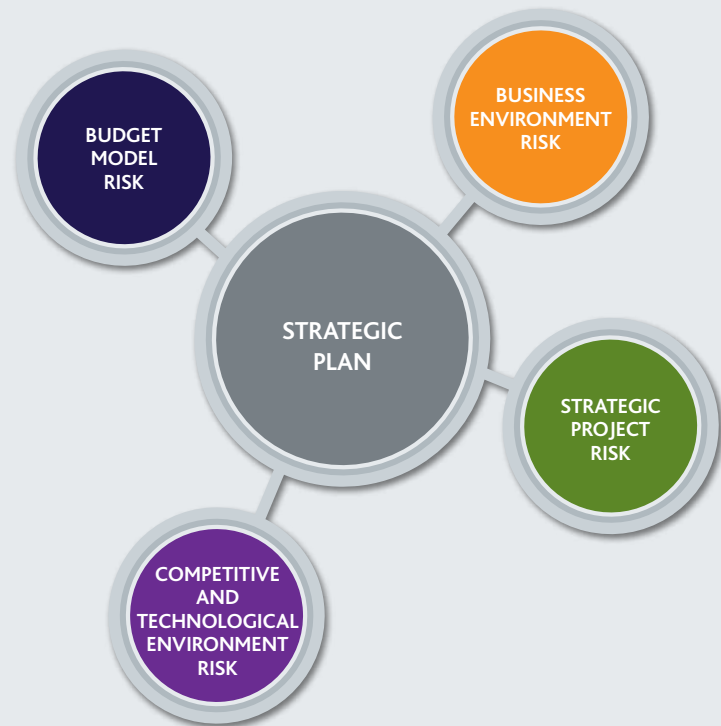 BUDGET
MODEL
RISK
BUSINESS
ENVIRONMENT
RISK
STRATEGIC
PLAN
STRATEGIC
PROJECT
RISK
COMPETITIVE
AND
TECHNOLOGICAL
ENVIRONMENT
RISK